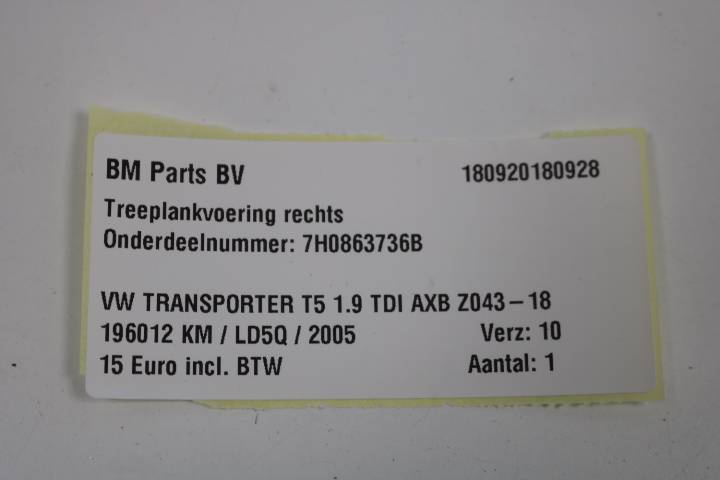 BM Parts BV 180920180928
Treeplankvoering rechts
Onderdeelnummer: 7H0863736B
VW TRANSPORTER T5 1.9 TDI AXB Z043-18
196012 KM / LD5Q / 2005 Verz: 10
15 Euro incl. BTW Aantal: 1